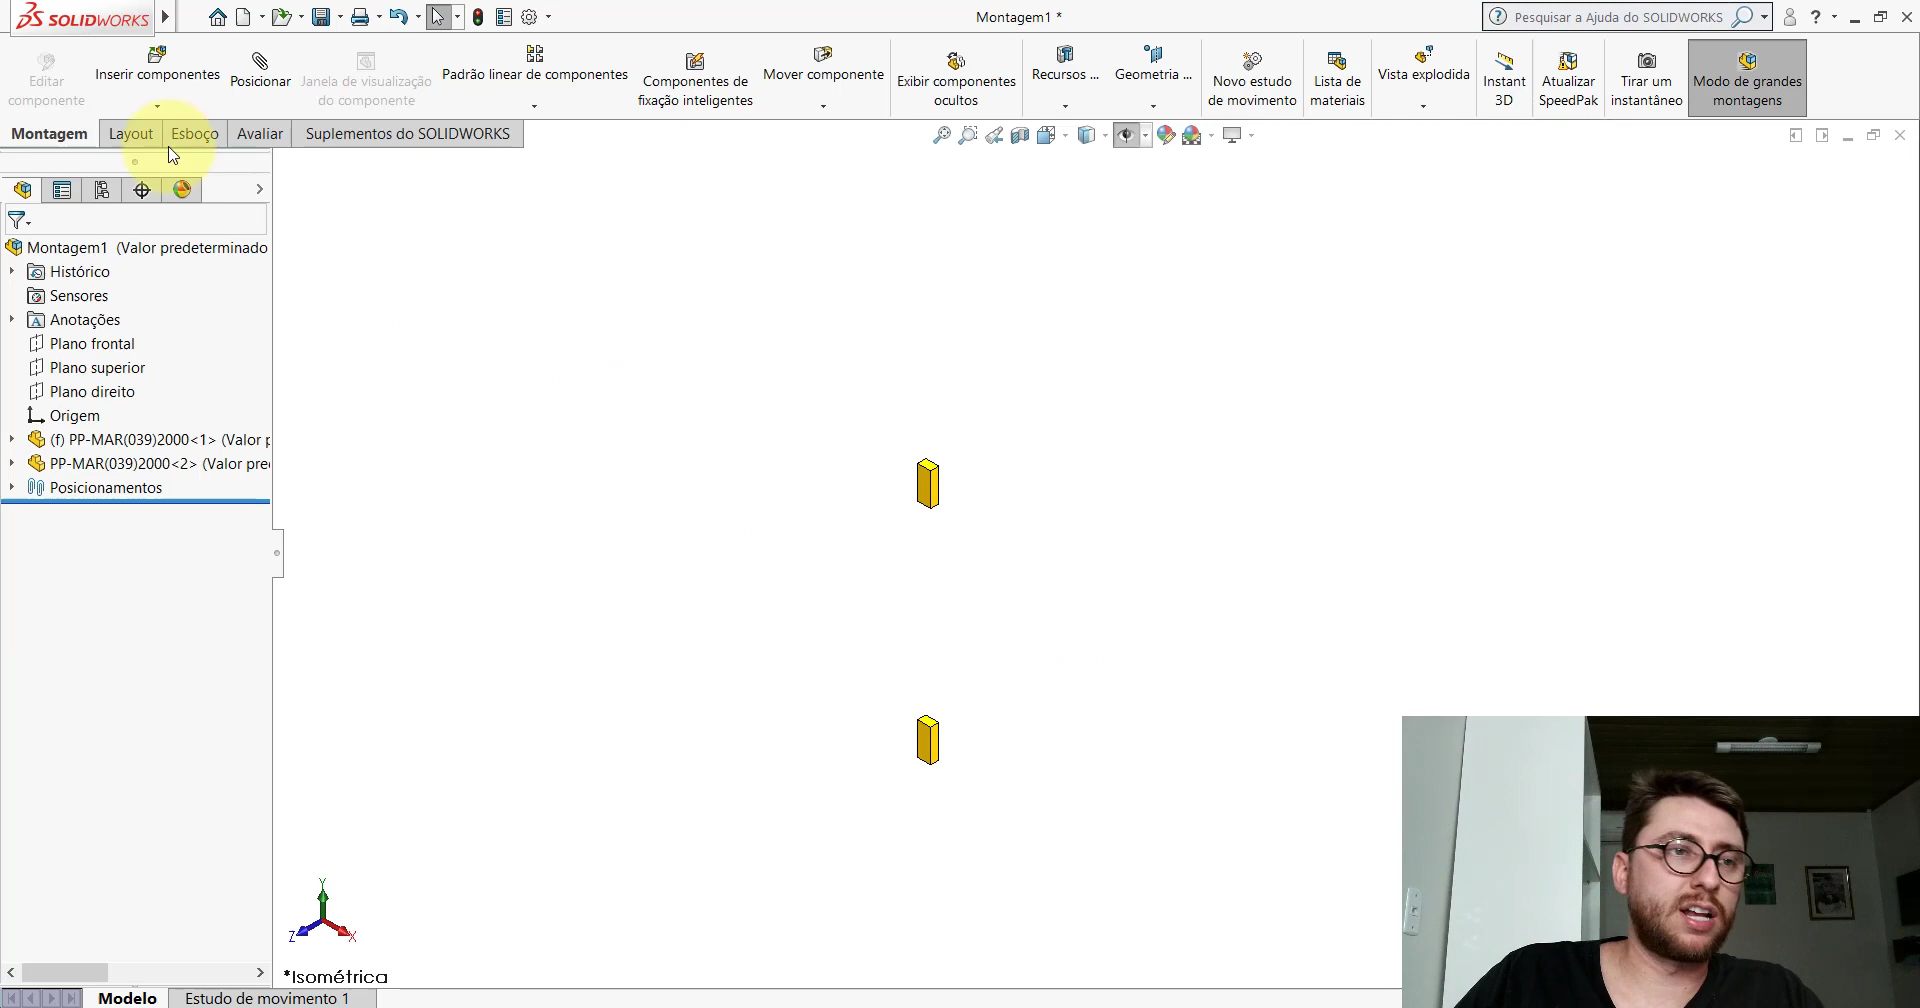 SOLIDWORKS
Montagem1 *
Pesquisar a Ajuda do SOLIDWORKS
Editar
componente
Inserir componentes
Posicionar
Janela de visualização
do componente
Padrão linear de componentes
Componentes de
fixação inteligentes
Mover componente
Exibir componentes
ocultos
Recursos ...
Geometria ...
Novo estudo
de movimento
Lista de
materiais
Vista explodida
Instant
3D
Atualizar
SpeedPak
Tirar um
instantâneo
Modo de grandes
montagens
Montagem
Layout
Esboço
Avaliar
Suplementos do SOLIDWORKS
Montagem1 (Valor predeterminado
Histórico
Sensores
Anotações
Plano frontal
Plano superior
Plano direito
Origem
(f) PP-MAR(039)2000<1> (Valor p
PP-MAR(039)2000<2> (Valor pre
Posicionamentos
Y
Z
X
*Isométrica
Modelo
Estudo de movimento 1